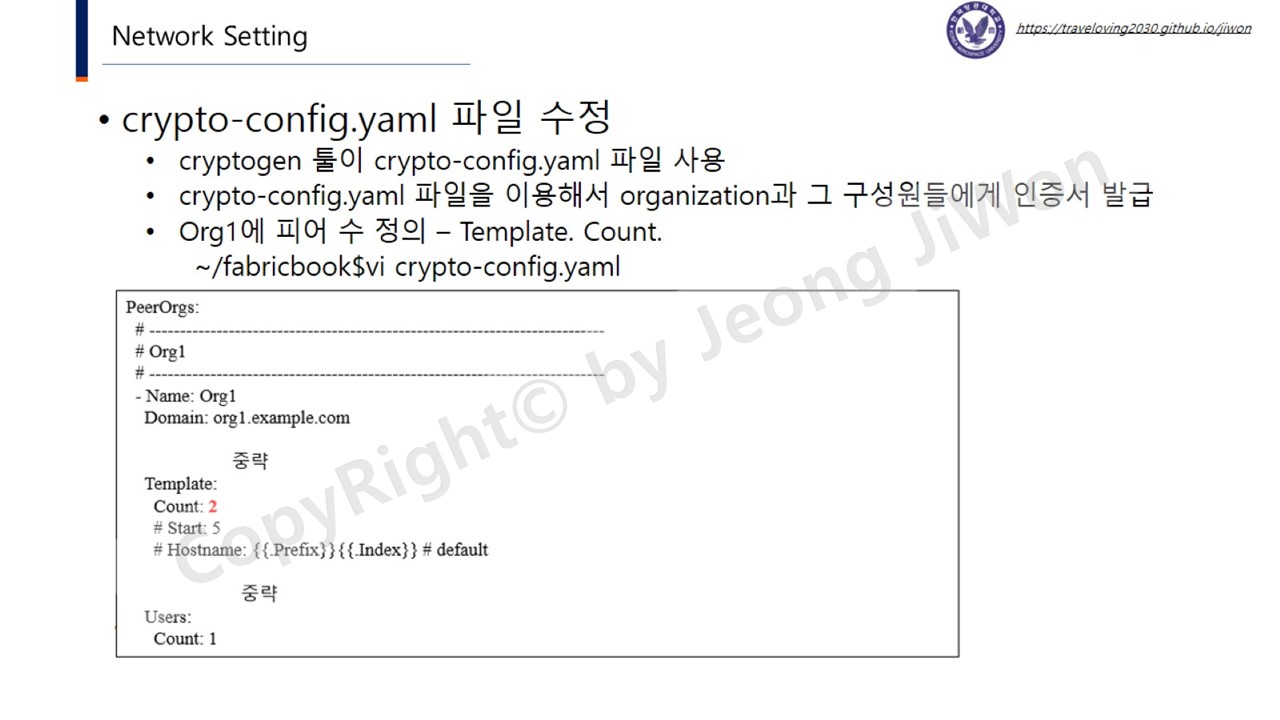 Network Setting
https://traveloving2030.github.io/jiwon
• crypto-config.yaml 파일 수정
• cryptogen 툴이 crypto-config.yaml 파일 사용
• crypto-config.yaml 파일을 이용해서 organization과 그 구성원들에게 인증서 발급
• Org1에 피어 수 정의 – Template. Count.
~/fabricbook$vi crypto-config.yaml
PeerOrgs:
# ---------------------------------------------------------------------------
# Org1
# ---------------------------------------------------------------------------
- Name: Org1
Domain: org1.example.com
중략
Template:
Count: 2
# Start: 5
# Hostname: {{.Prefix}}{{.Index}} # default
중략
Users:
Count: 1
CopyRight© by Jeong JiWon